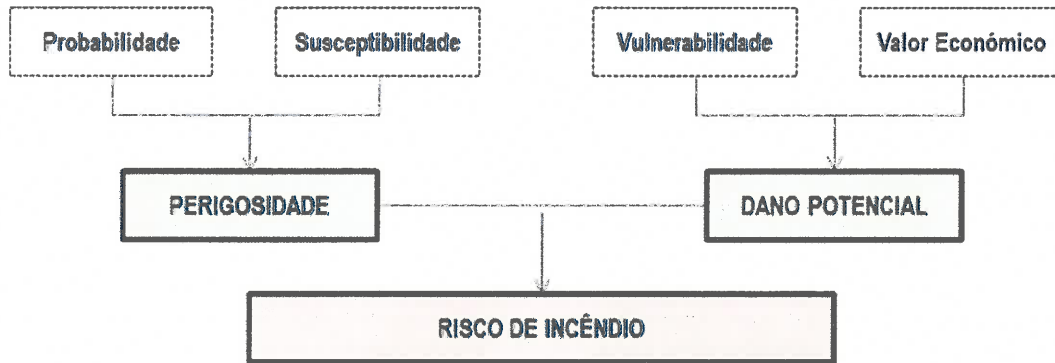 Probabilidade
Susceptibilidade
Vulnerabilidade
Valor Económico
PERIGOSIDADE
DANO POTENCIAL
RISCO DE INCÊNDIO